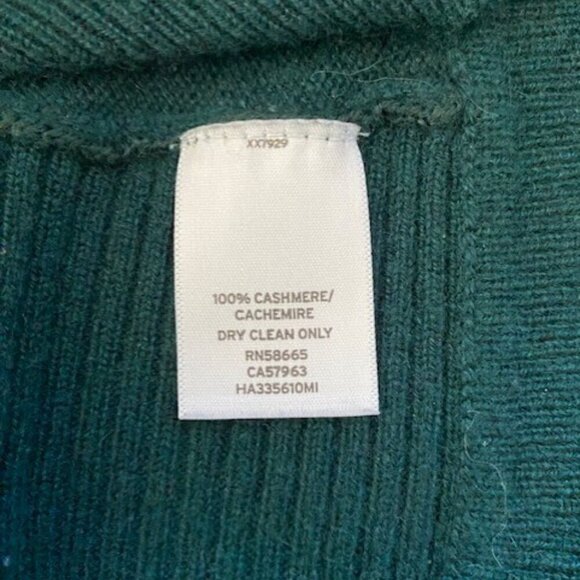 XX7929
100% CASHMERE/
CACHEMIRE
DRY CLEAN ONLY
RN58665
CA57963
HA335610MI